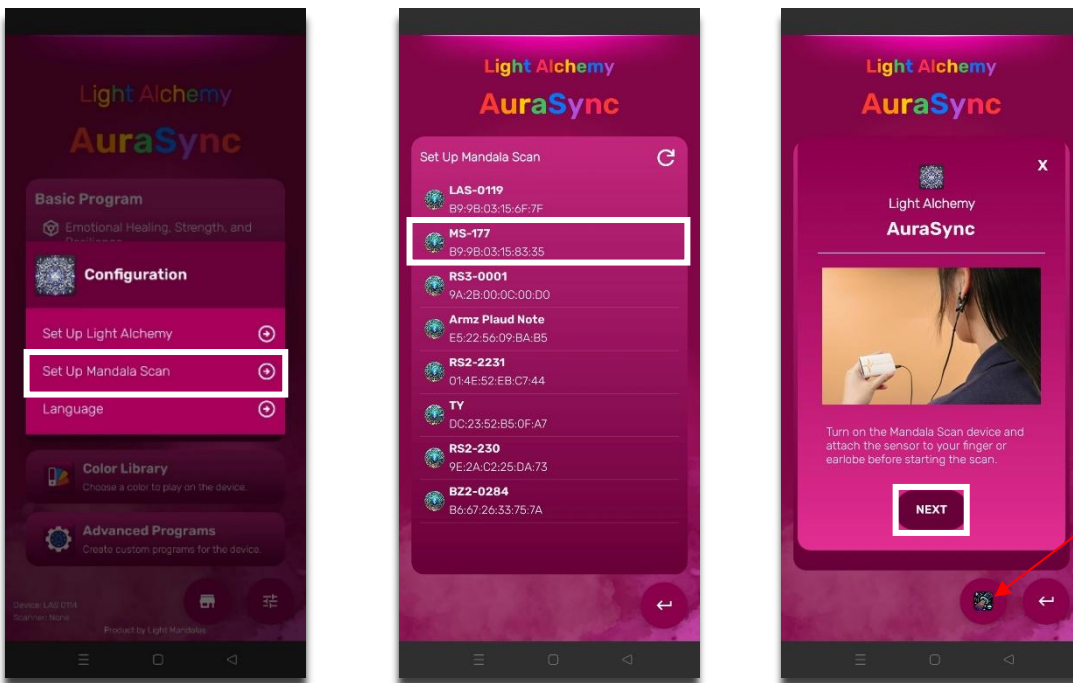 Light Alchemy
AuraSync
Basic Program
Emotional Healing, Strength, and
Resilience
Configuration
Set Up Light Alchemy
Set Up Mandala Scan
Language
Color Library
Choose a color to play on the device.
Advanced Programs
Create custom programs for the device.
Device: LAS 0114
Scanner: None
Product by Light Mandalas
Light Alchemy
AuraSync
Set Up Mandala Scan
LAS-0119
B9:9B:03:15:6F:7F
MS-177
B9:9B:03:15:83:35
RS3-0001
9A:2B:00:0C:00:D0
Armz Plaud Note
E5:22:56:09:BA:B5
RS2-2231
01:4E:52:EB:C7:44
TY
DC:23:52:B5:0F:A7
RS2-230
9E:2A:C2:25:DA:73
BZ2-0284
B6:67:26:33:75:7A
Light Alchemy
AuraSync
X
Light Alchemy
AuraSync
Turn on the Mandala Scan device and
attach the sensor to your finger or
earlobe before starting the scan.
NEXT